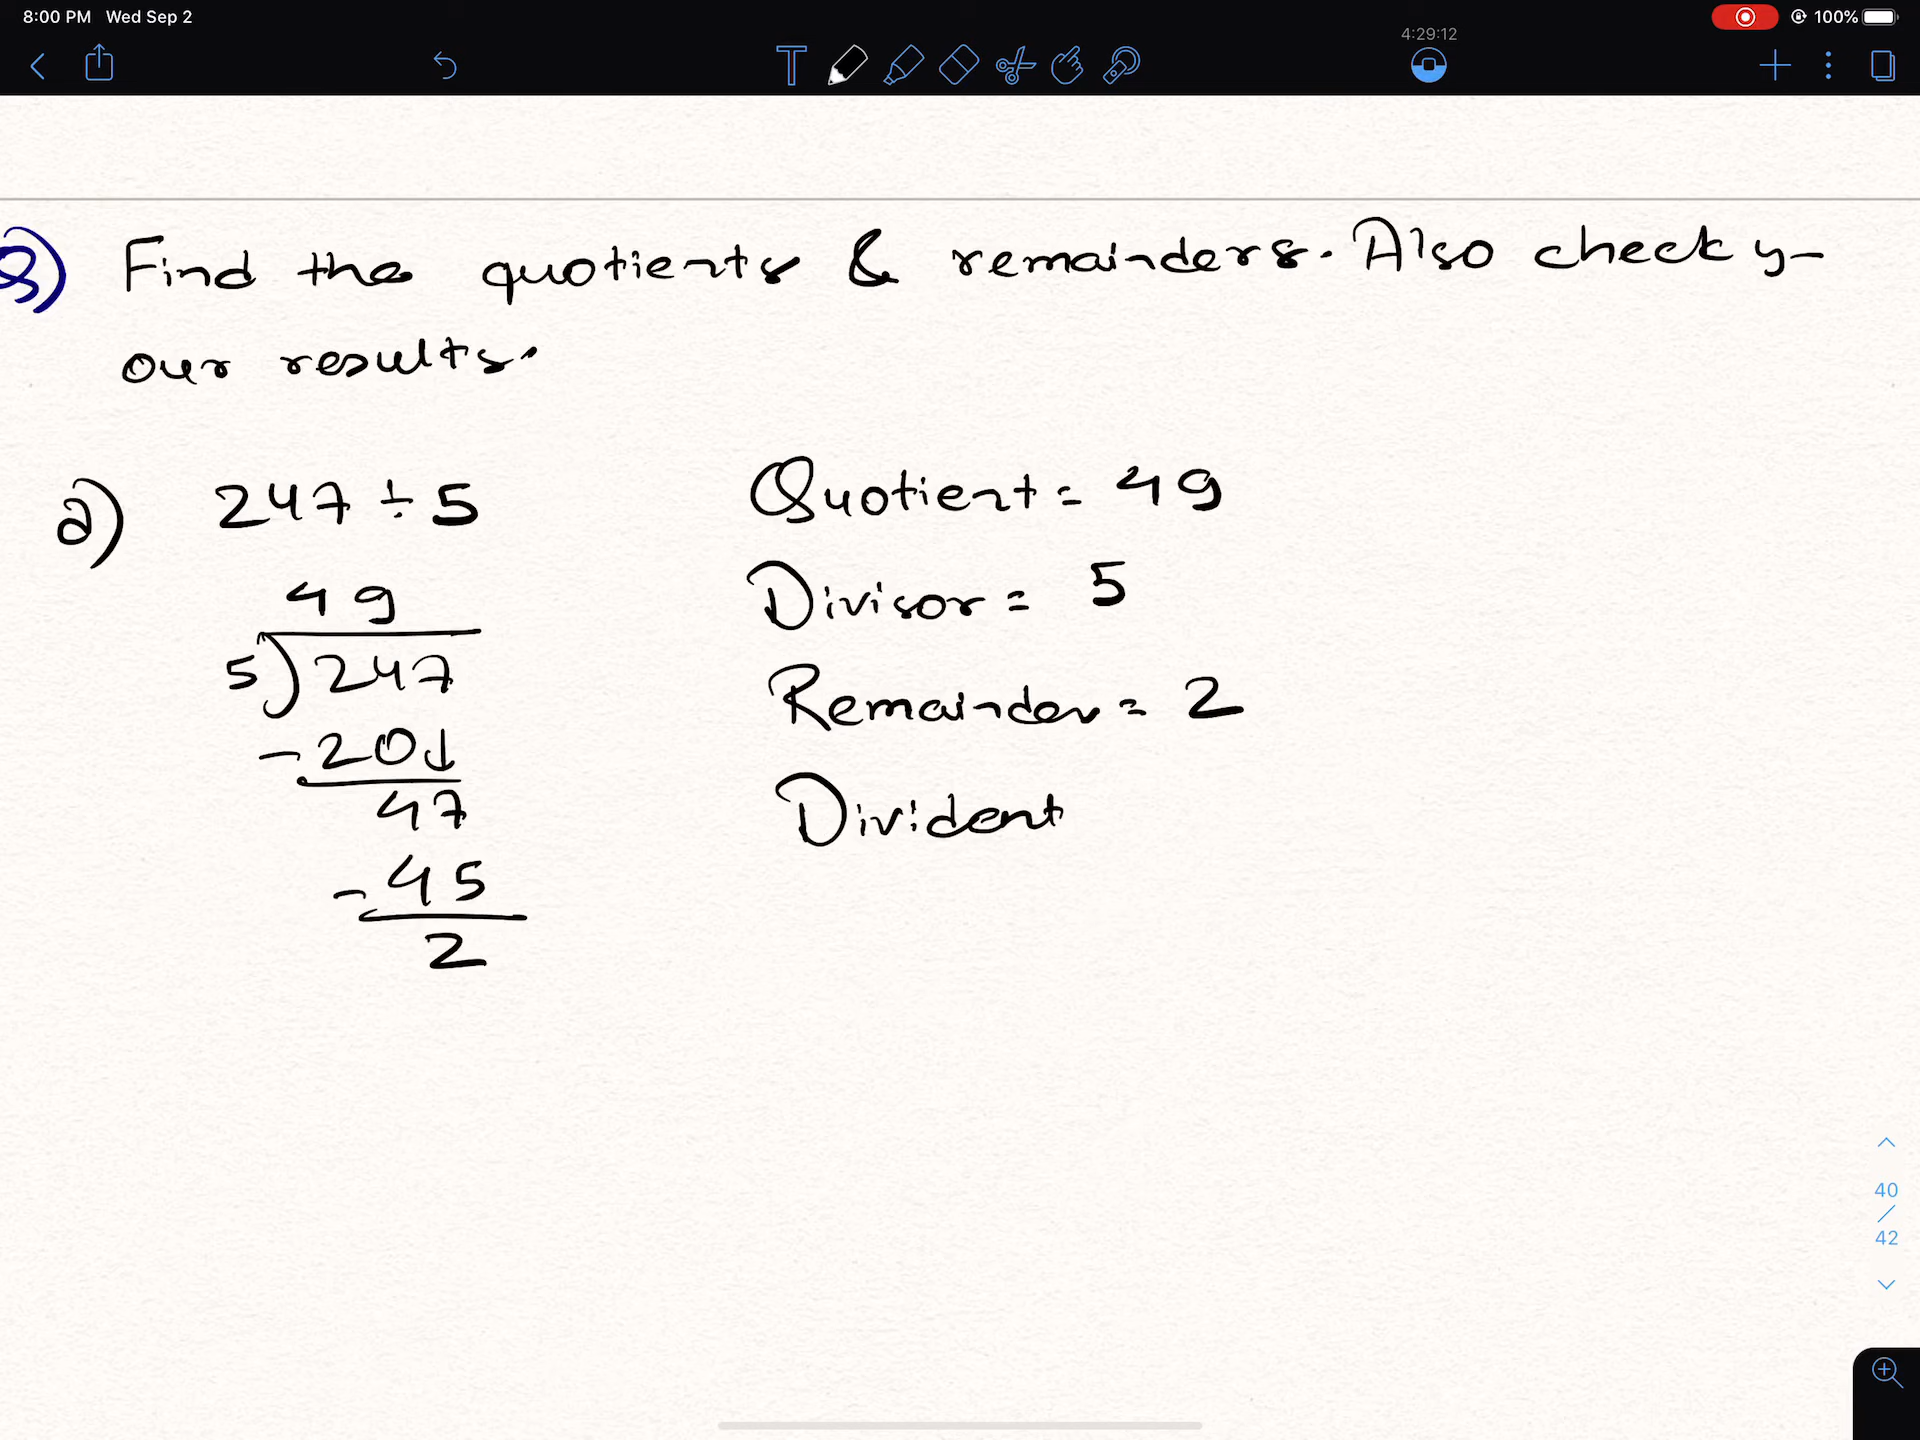 8:00 PM Wed Sep 2
100%
4:29:12
Q) Find the quotients & remainders. Also check y-
our results.
a) 247 ÷ 5
49
5)247
-20↓
47
-45
2
Quotient = 49
Divisor = 5
Remainder = 2
Divident
40
/
42